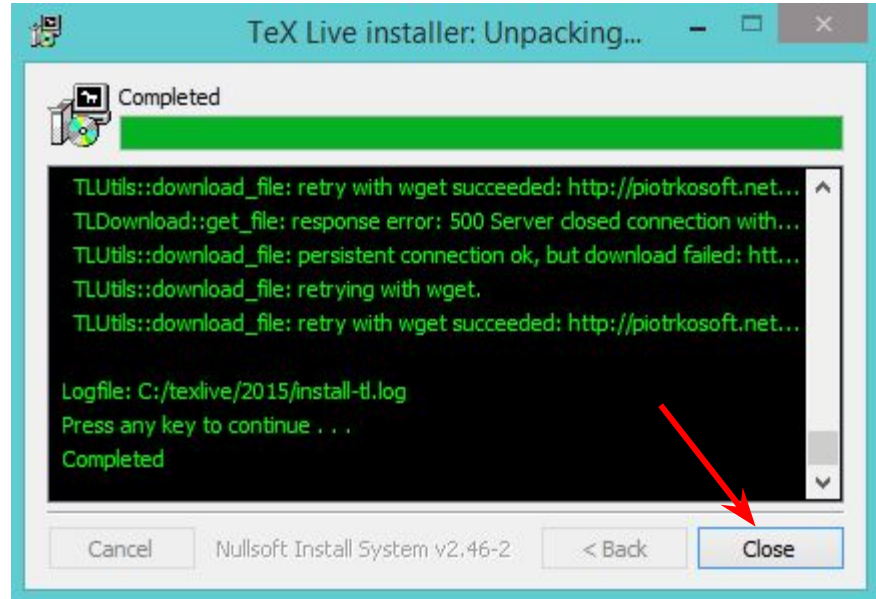 TeX Live installer: Unpacking...
Completed
TLUtils::download_file: retry with wget succeeded: http://piotrkosoft.net...
TLDownload::get_file: response error: 500 Server closed connection with...
TLUtils::download_file: persistent connection ok, but download failed: htt...
TLUtils::download_file: retrying with wget.
TLUtils::download_file: retry with wget succeeded: http://piotrkosoft.net...
Logfile: C:/texlive/2015/install-tl.log
Press any key to continue . . .
Completed
Cancel Nullsoft Install System v2.46-2 < Back Close